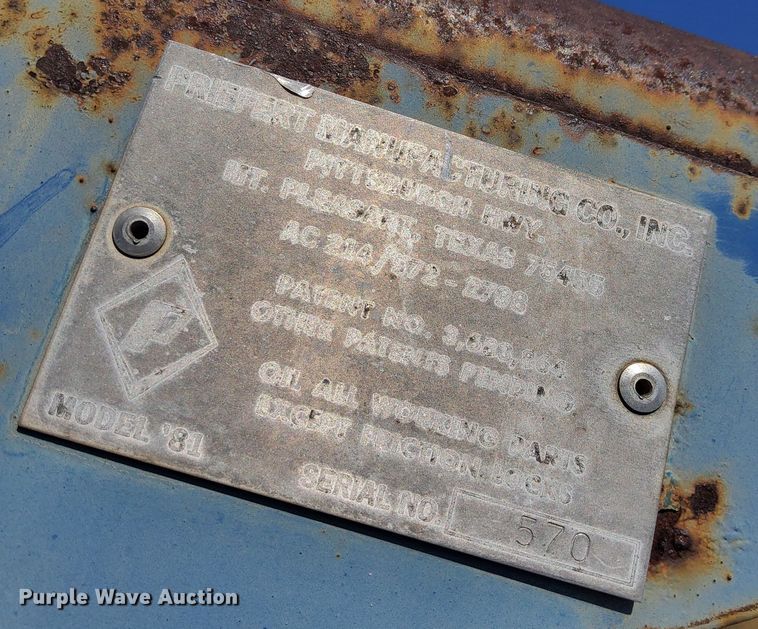 PRIEFERT MANUFACTURING CO., INC.
PITTSBURGH HWY.
MT. PLEASANT, TEXAS 75455
AC 214/572-2798
PATENT NO.
OTHER PATENTS PENDING
OIL ALL WORKING PARTS
EXCEPT FRICTION LOCKS
MODEL '81
SERIAL NO. 570
Purple Wave Auction